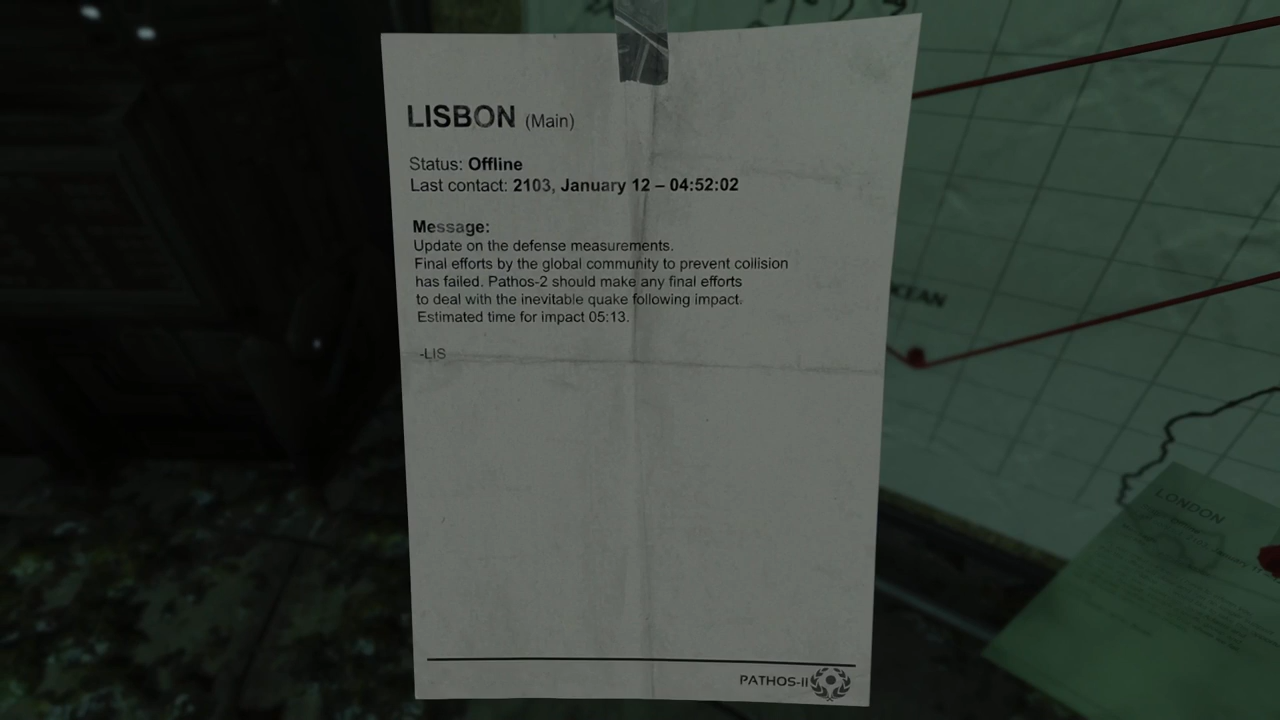 LISBON (Main)
Status: Offline
Last contact: 2103, January 12 – 04:52:02
Message:
Update on the defense measurements.
Final efforts by the global community to prevent collision
has failed. Pathos-2 should make any final efforts
to deal with the inevitable quake following impact.
Estimated time for impact 05:13.
-LIS
PATHOS-II
CEAN
LONDON